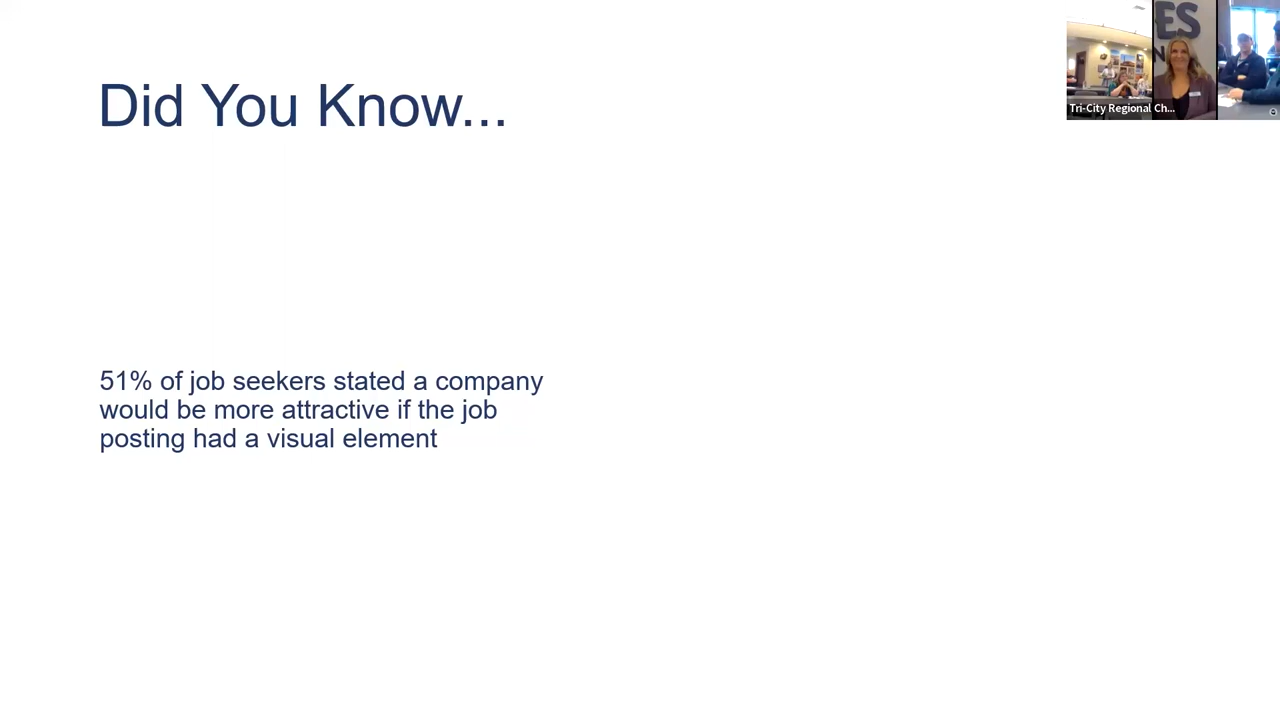 Did You Know...
51% of job seekers stated a company
would be more attractive if the job
posting had a visual element
Tri-City Regional Ch...
ES
N